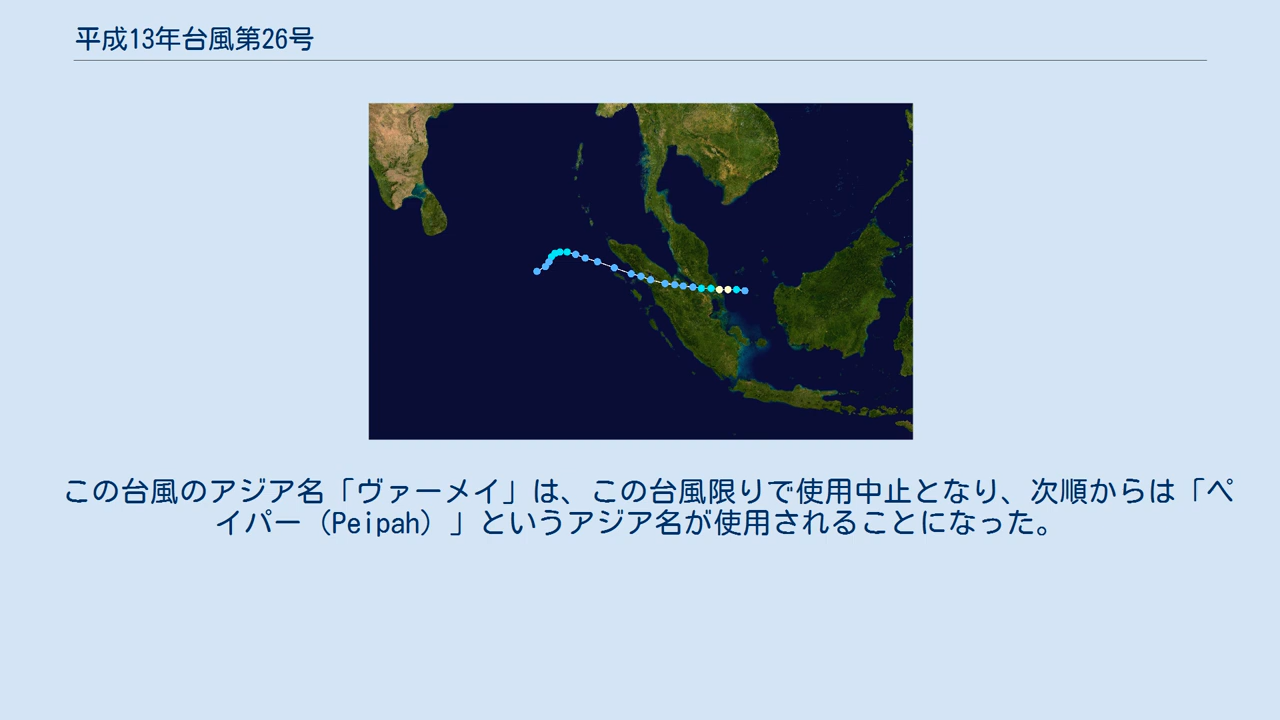 平成13年台風第26号
この台風のアジア名「ヴァーメイ」は、この台風限りで使用中止となり、次順からは「ペ
イパー（Peipah）」というアジア名が使用されることになった。